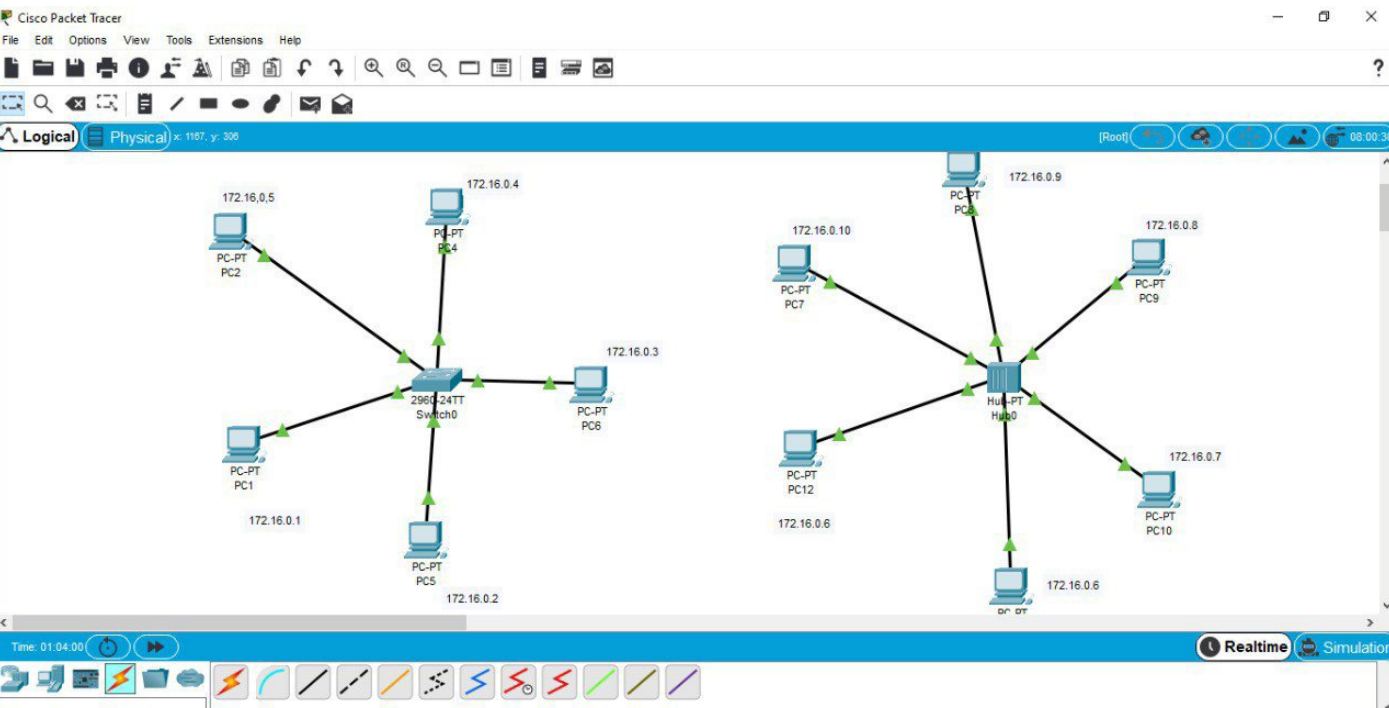 Cisco Packet Tracer
File Edit Options View Tools Extensions Help
?
Logical
Physical x: 1167, y: 306
[Root]
08:00:30
172.16,0,5
PC-PT
PC2
172.16.0.4
PC-PT
PC4
172.16.0.3
PC-PT
PC6
2960-24TT
Switch0
PC-PT
PC1
172.16.0.1
PC-PT
PC5
172.16.0.2
172.16.0.9
PC-PT
PC8
172.16.0.10
PC-PT
PC7
172.16.0.8
PC-PT
PC9
Hub-PT
Hub0
PC-PT
PC12
172.16.0.6
172.16.0.7
PC-PT
PC10
172.16.0.6
PC-PT
Time: 01:04:00
Realtime
Simulation